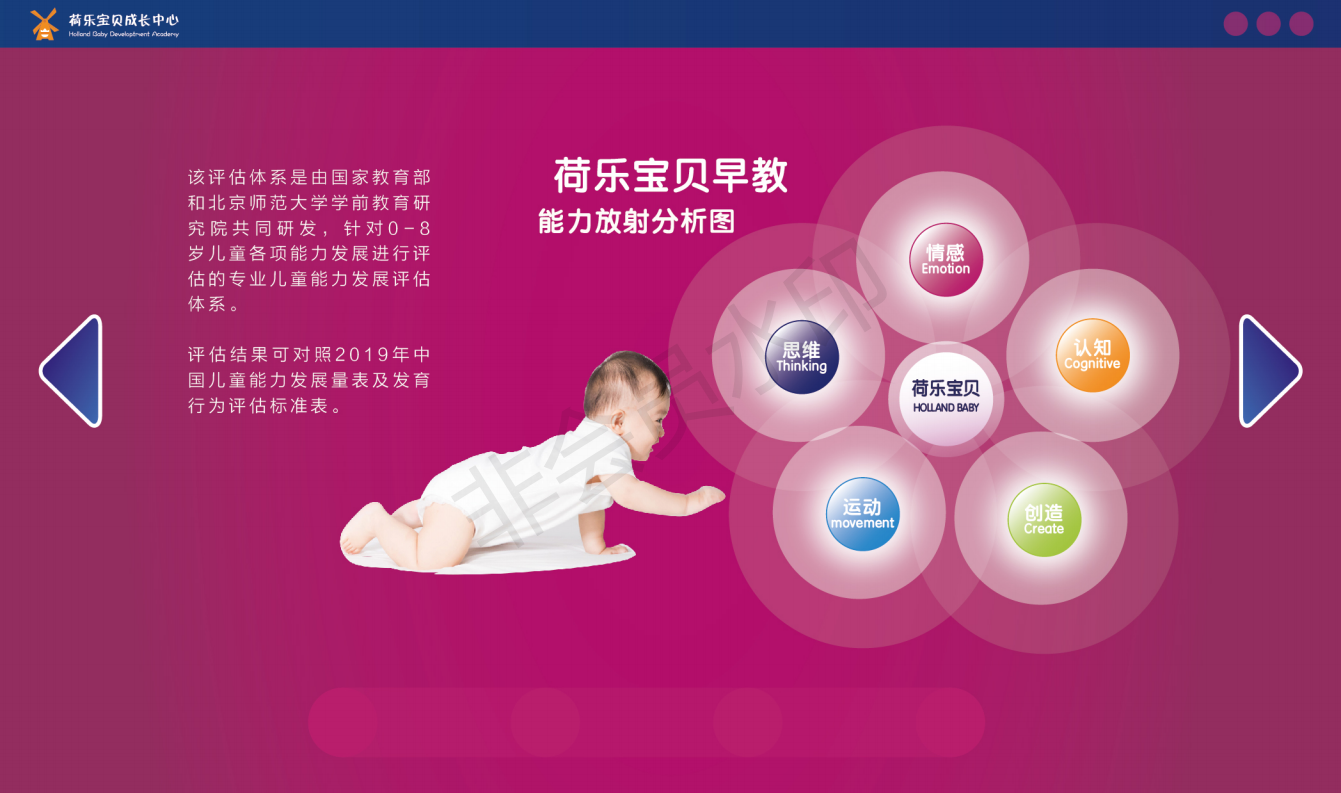 荷乐宝贝成长中心
Holland Baby Development Academy
该评估体系是由国家教育部
和北京师范大学学前教育研
究院共同研发，针对0-8
岁儿童各项能力发展进行评
估的专业儿童能力发展评估
体系。
评估结果可对照2019年中
国儿童能力发展量表及发育
行为评估标准表。
荷乐宝贝早教
能力放射分析图
情感
Emotion
思维
Thinking
认知
Cognitive
荷乐宝贝
HOLLAND BABY
运动
movement
创造
Create
非会员水印